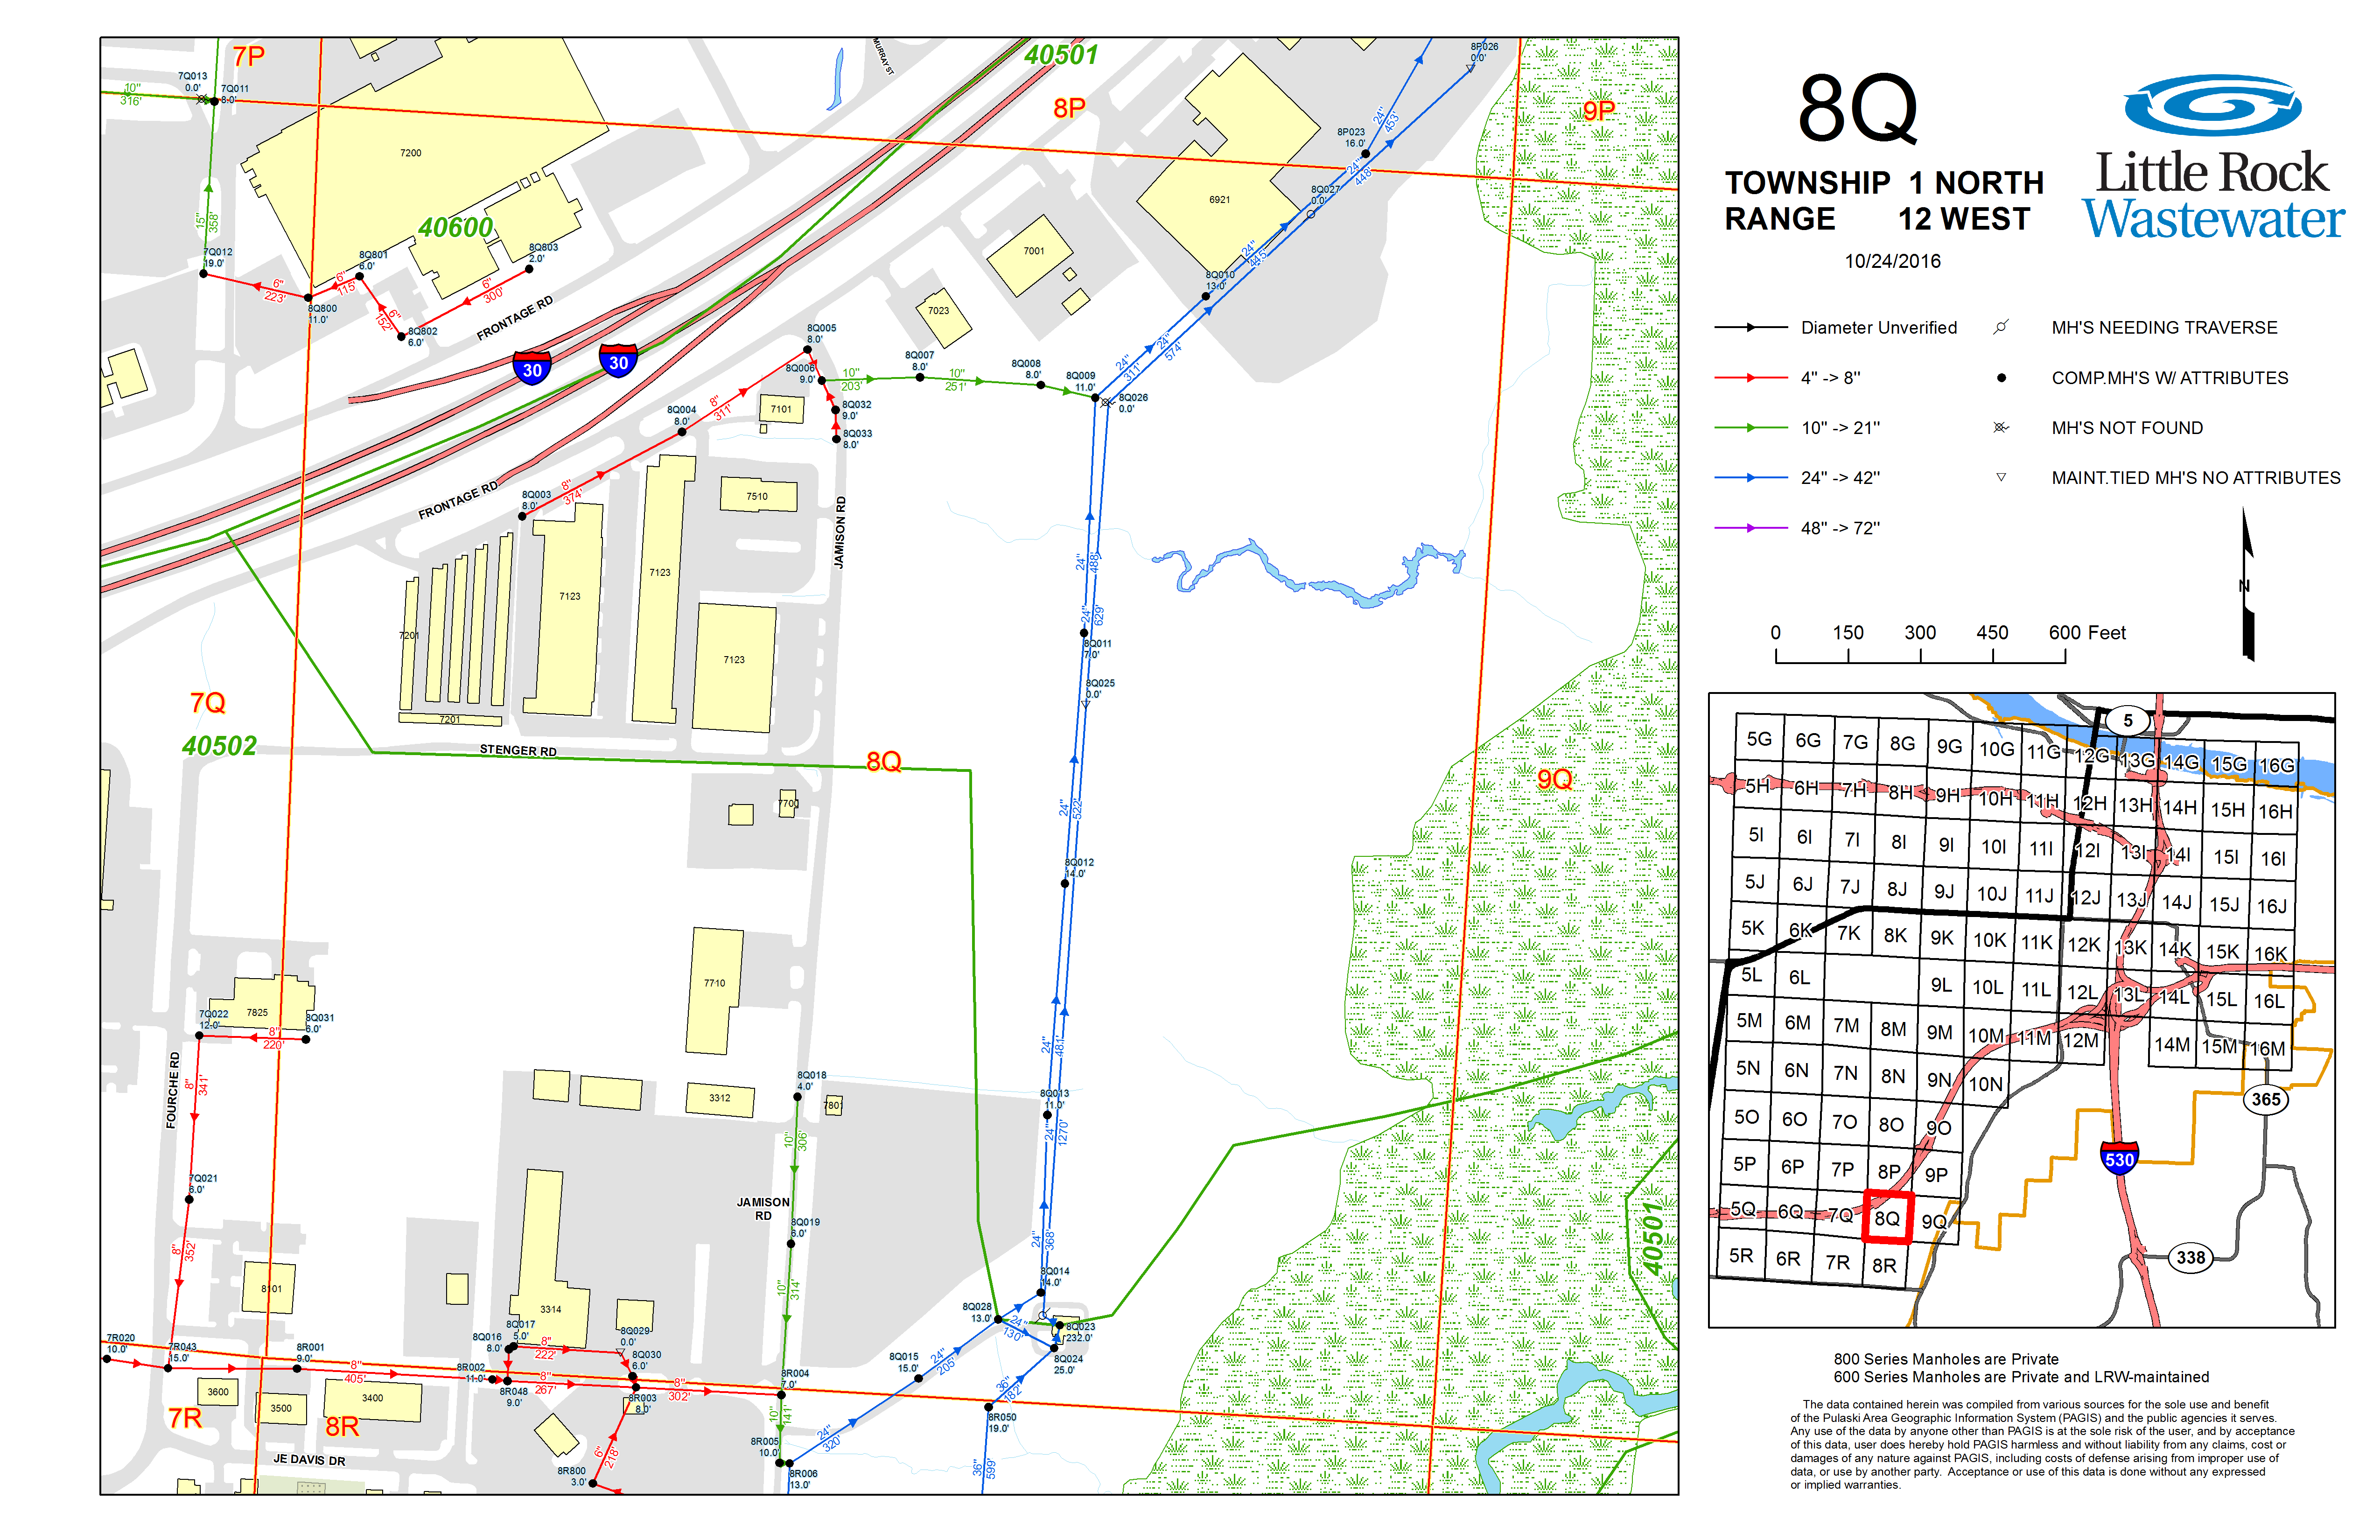 8Q
TOWNSHIP 1 NORTH
RANGE 12 WEST
10/24/2016
Little Rock
Wastewater
Diameter Unverified
4" -> 8"
10" -> 21"
24" -> 42"
48" -> 72"
MH'S NEEDING TRAVERSE
COMP.MH'S W/ ATTRIBUTES
MH'S NOT FOUND
MAINT.TIED MH'S NO ATTRIBUTES
N
0 150 300 450 600 Feet
7P
40501
8P
9P
MURRAY ST
8P026
0.0'
7Q013
0.0'
7Q011
8.0'
10"
316'
7200
24"
453'
8P023
16.0'
24"
448'
8Q027
0.0'
6921
15"
358'
40600
7Q012
19.0'
8Q801
6.0'
8Q803
2.0'
7001
24"
445'
6"
223'
6"
115'
6"
300'
8Q010
13.0'
8Q800
11.0'
6"
152'
8Q802
6.0'
FRONTAGE RD
7023
30
30
8Q005
8.0'
8Q006
9.0'
8Q007
8.0'
8Q008
8.0'
8Q009
11.0'
10"
203'
10"
251'
24"
311'
24"
574'
8Q026
0.0'
8Q004
8.0'
8"
311'
7101
8Q032
9.0'
8Q033
8.0'
FRONTAGE RD
8Q003
8.0'
8"
374'
7510
JAMISON RD
24"
488'
7123
7123
7123
7201
7201
24"
629'
8Q011
7.0'
8Q025
0.0'
7Q
40502
STENGER RD
8Q
9Q
7700
24"
522'
8Q012
14.0'
7710
7825
7Q022
12.0'
8Q031
6.0'
8"
220'
24"
481'
FOURCHE RD
8"
341'
8Q018
4.0'
3312
7801
8Q013
11.0'
10"
306'
24"
1270'
7Q021
6.0'
JAMISON
RD
8Q019
6.0'
8"
352'
24"
368'
40501
8101
10"
314'
8Q014
14.0'
3314
8Q028
13.0'
8Q023
232.0'
24"
130'
8Q024
25.0'
7R020
10.0'
7R043
15.0'
8R001
9.0'
8Q016
8.0'
8Q017
5.0'
8"
222'
8Q029
0.0'
8Q030
6.0'
8Q015
15.0'
24"
205'
8"
405'
8R002
11.0'
8"
267'
8R048
9.0'
8R003
8.0'
8"
302'
8R004
7.0'
36"
182'
8R050
19.0'
3600
3500
3400
7R
8R
10"
141'
24"
320'
8R005
10.0'
8R006
13.0'
JE DAVIS DR
8R800
3.0'
6"
218'
36"
599'
5
5G 6G 7G 8G 9G 10G 11G 12G 13G 14G 15G 16G
5H 6H 7H 8H 9H 10H 11H 12H 13H 14H 15H 16H
5I 6I 7I 8I 9I 10I 11I 12I 13I 14I 15I 16I
5J 6J 7J 8J 9J 10J 11J 12J 13J 14J 15J 16J
5K 6K 7K 8K 9K 10K 11K 12K 13K 14K 15K 16K
5L 6L 9L 10L 11L 12L 13L 14L 15L 16L
5M 6M 7M 8M 9M 10M 11M 12M 14M 15M 16M
5N 6N 7N 8N 9N 10N
5O 6O 7O 8O 9O
5P 6P 7P 8P 9P
5Q 6Q 7Q 8Q 9Q
5R 6R 7R 8R
365
530
338
800 Series Manholes are Private
600 Series Manholes are Private and LRW-maintained
The data contained herein was compiled from various sources for the sole use and benefit
of the Pulaski Area Geographic Information System (PAGIS) and the public agencies it serves.
Any use of the data by anyone other than PAGIS is at the sole risk of the user, and by acceptance
of this data, user does hereby hold PAGIS harmless and without liability from any claims, cost or
damages of any nature against PAGIS, including costs of defense arising from improper use of
data, or use by another party. Acceptance or use of this data is done without any expressed
or implied warranties.